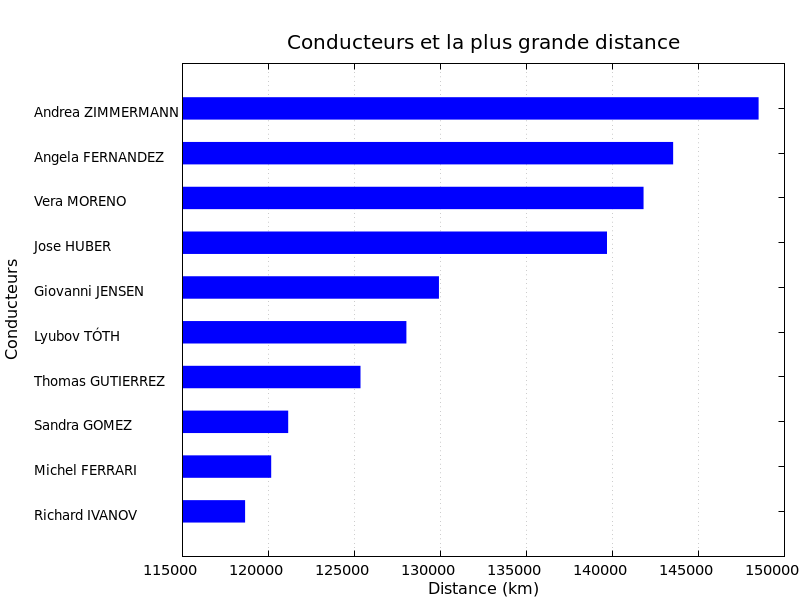 Conducteurs et la plus grande distance
Andrea ZIMMERMANN
Angela FERNANDEZ
Vera MORENO
Jose HUBER
Giovanni JENSEN
Lyubov TÓTH
Thomas GUTIERREZ
Sandra GOMEZ
Michel FERRARI
Richard IVANOV
Conducteurs
115000 120000 125000 130000 135000 140000 145000 150000
Distance (km)